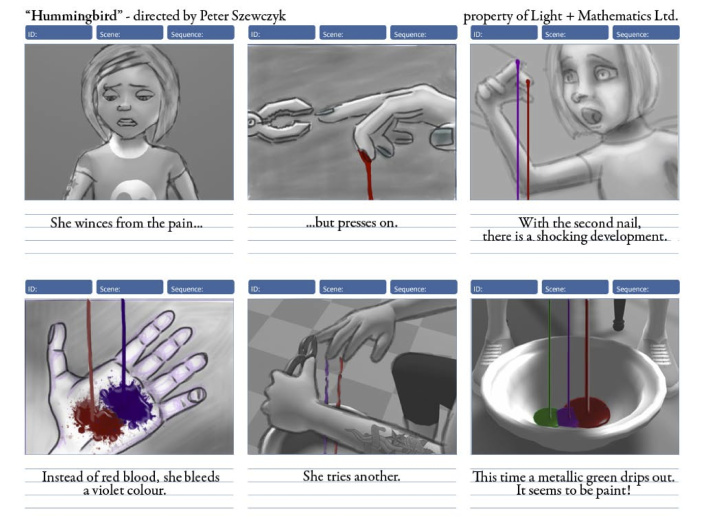 “Hummingbird” - directed by Peter Szewczyk property of Light + Mathematics Ltd.
ID: Scene: Sequence: ID: Scene: Sequence: ID: Scene: Sequence:
She winces from the pain...
...but presses on.
With the second nail,
there is a shocking development.
ID: Scene: Sequence: ID: Scene: Sequence: ID: Scene: Sequence:
Instead of red blood, she bleeds
a violet colour.
She tries another.
This time a metallic green drips out.
It seems to be paint!